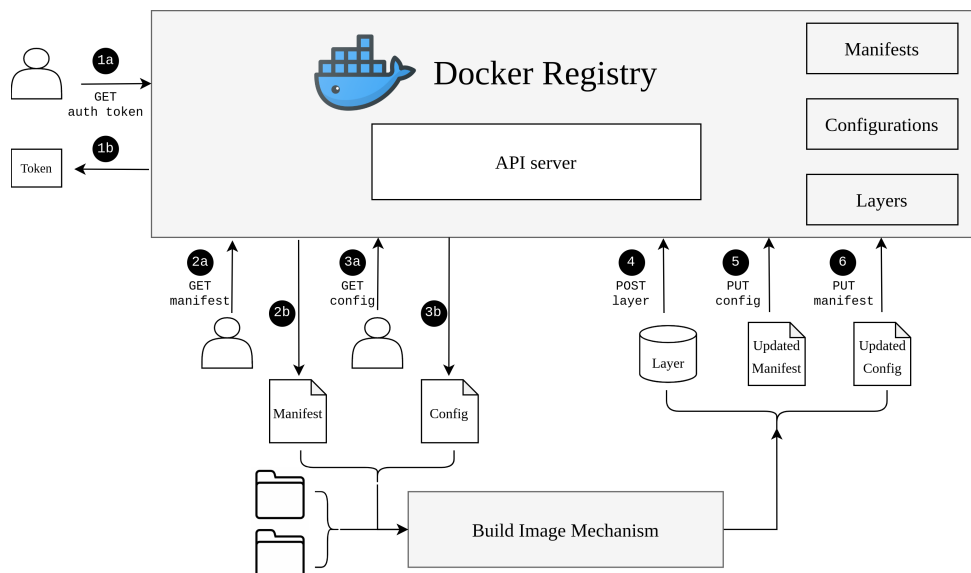 1a
GET
auth token
1b
Token
Docker Registry
API server
Manifests
Configurations
Layers
2a
GET
manifest
2b
3a
GET
config
3b
4
POST
layer
5
PUT
config
6
PUT
manifest
Manifest
Config
Layer
Updated
Manifest
Updated
Config
Build Image Mechanism